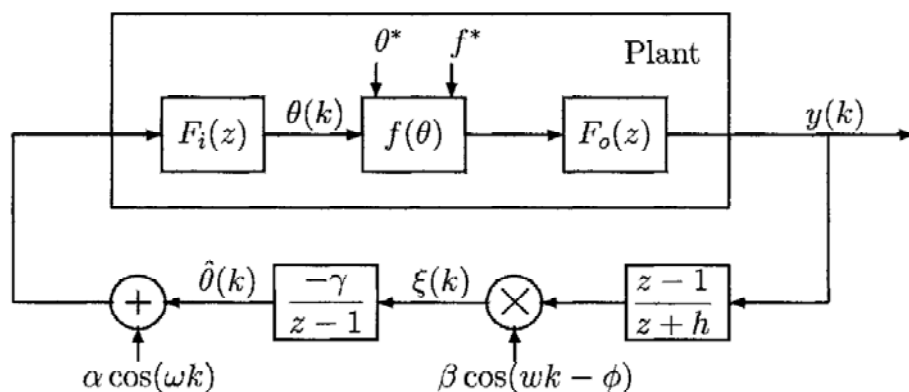 θ*
f*
Plant
F_i(z)
θ(k)
f(θ)
F_o(z)
y(k)
θ̂(k)
-γ
z - 1
ξ(k)
z - 1
z + h
+
×
α cos(ωk)
β cos(wk - φ)